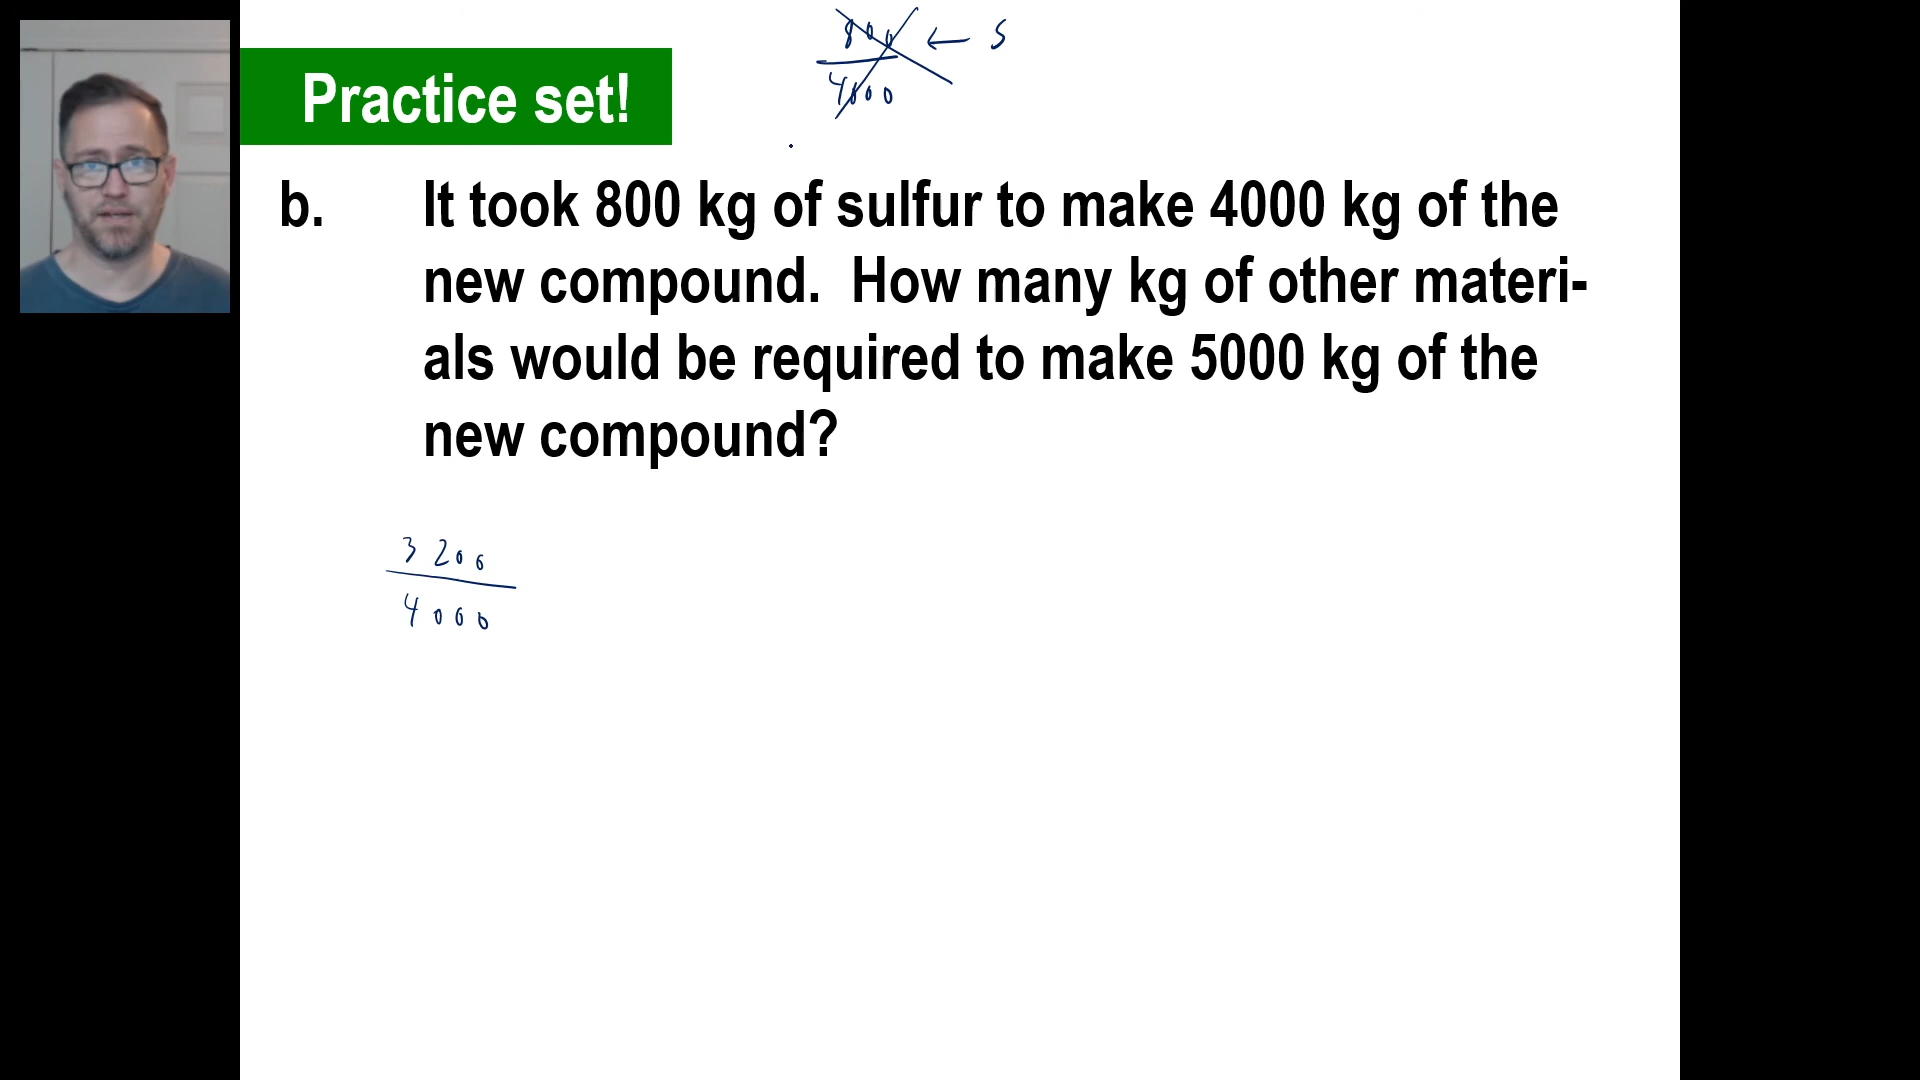 800 ← S
4000
Practice set!
b. It took 800 kg of sulfur to make 4000 kg of the
new compound. How many kg of other materi-
als would be required to make 5000 kg of the
new compound?
3200
4000